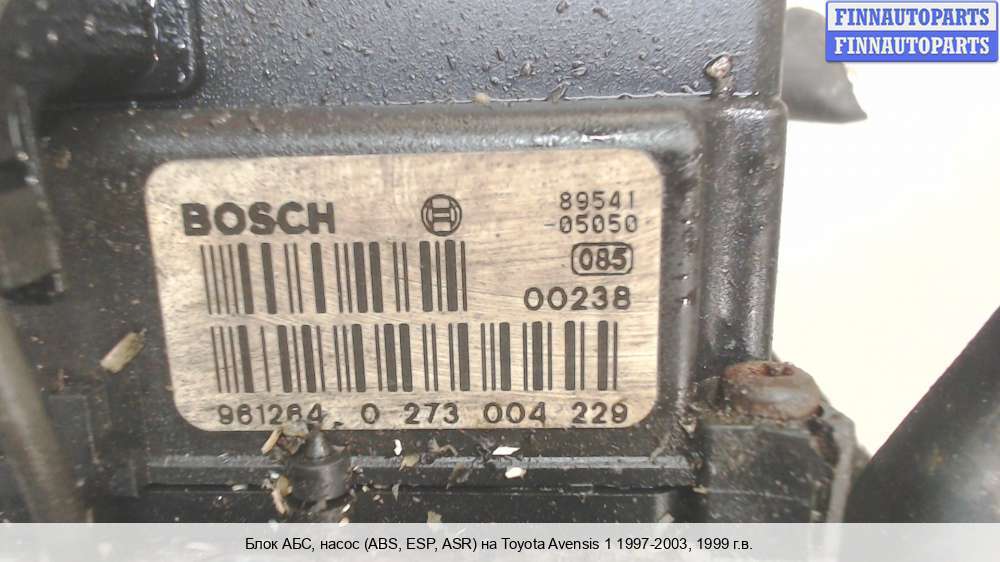 FINNAUTOPARTS
FINNAUTOPARTS
BOSCH
89541
-05050
085
00238
961264 0 273 004 229
Блок АБС, насос (ABS, ESP, ASR) на Toyota Avensis 1 1997-2003, 1999 г.в.